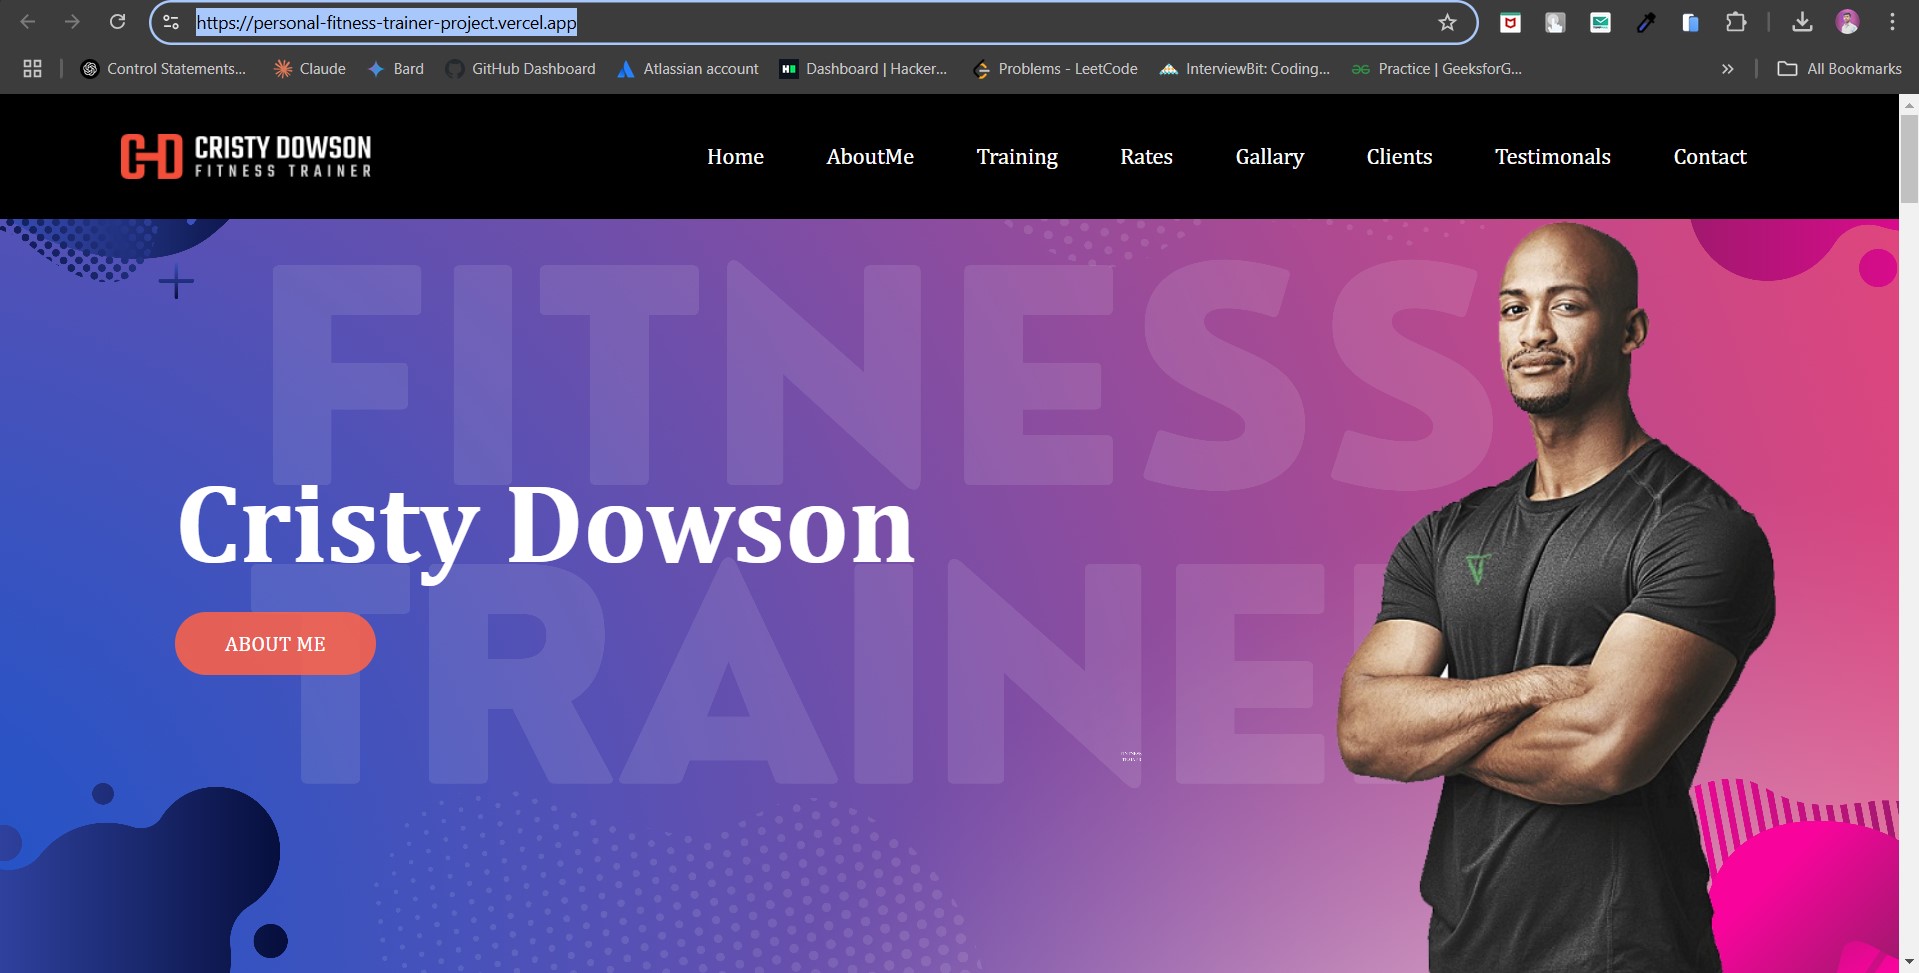 https://personal-fitness-trainer-project.vercel.app
Control Statements... Claude Bard GitHub Dashboard Atlassian account Dashboard | Hacker... Problems - LeetCode InterviewBit: Coding... Practice | GeeksforG... » All Bookmarks
CRISTY DOWSON
FITNESS TRAINER
Home AboutMe Training Rates Gallary Clients Testimonals Contact
FITNESS
Cristy Dowson
TRAINE
ABOUT ME